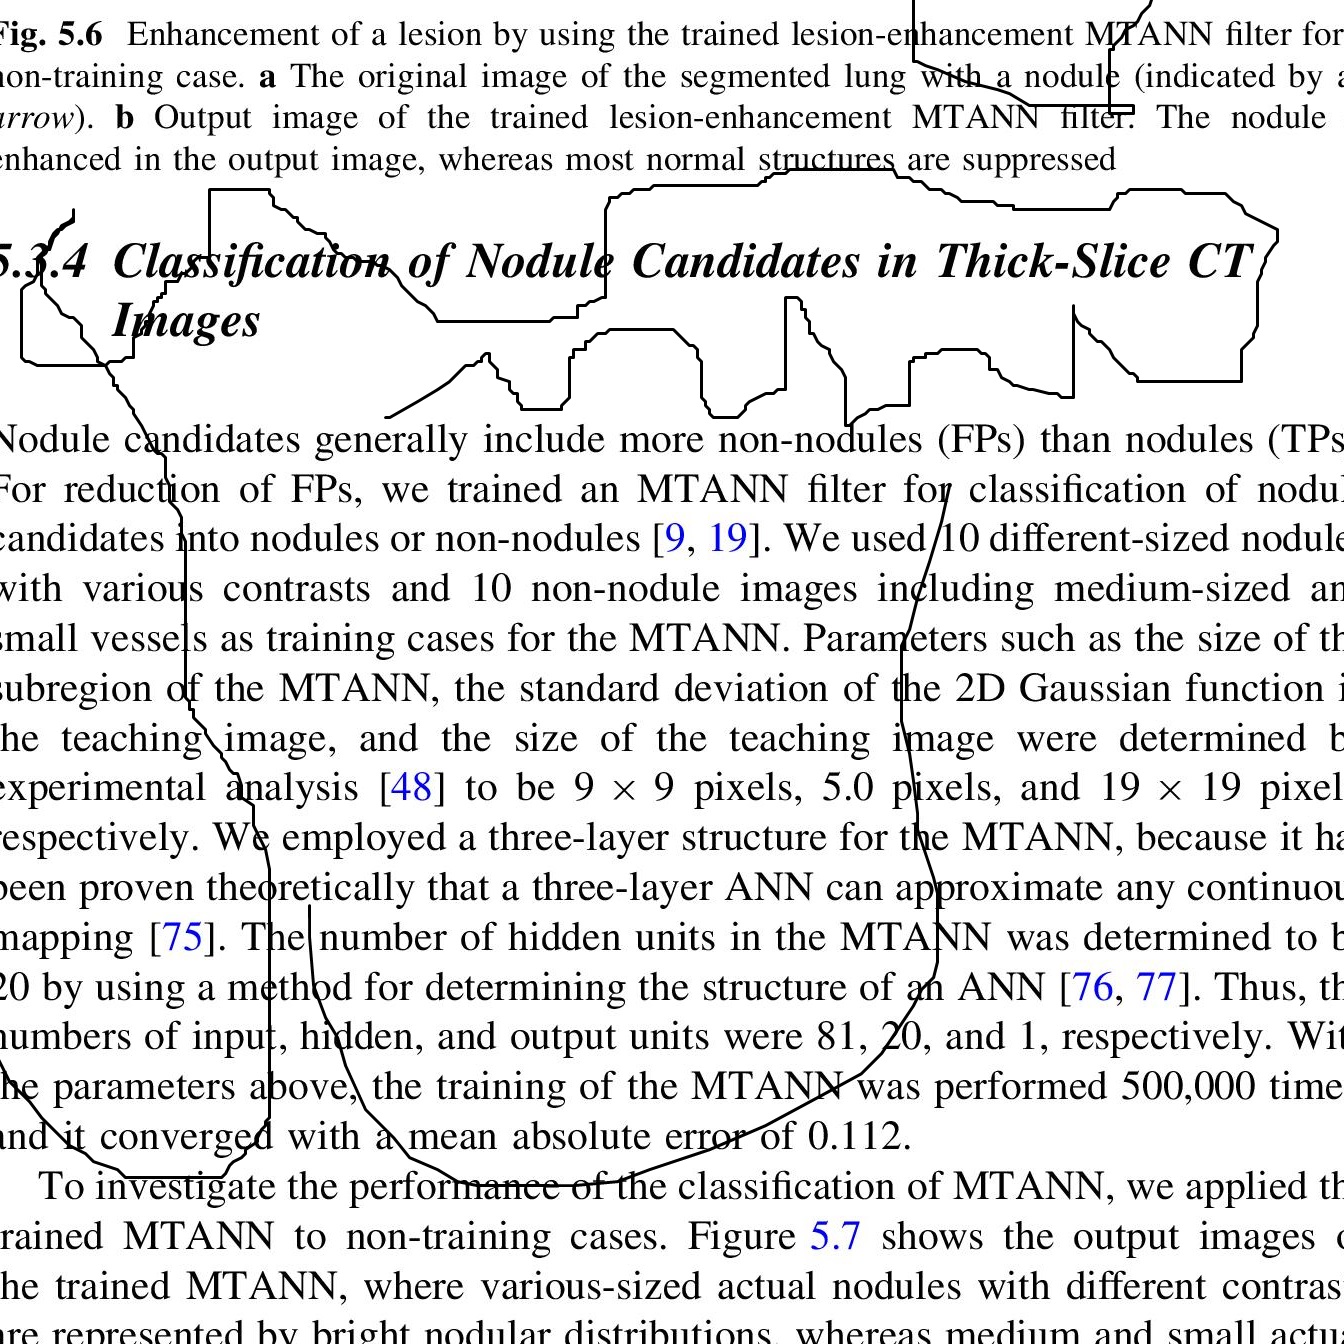 Fig. 5.6 Enhancement of a lesion by using the trained lesion-enhancement MTANN filter for
non-training case. a The original image of the segmented lung with a nodule (indicated by a
arrow). b Output image of the trained lesion-enhancement MTANN filter. The nodule
enhanced in the output image, whereas most normal structures are suppressed
5.3.4 Classification of Nodule Candidates in Thick-Slice CT
Images
Nodule candidates generally include more non-nodules (FPs) than nodules (TPs
For reduction of FPs, we trained an MTANN filter for classification of nodul
candidates into nodules or non-nodules [9, 19]. We used 10 different-sized nodule
with various contrasts and 10 non-nodule images including medium-sized an
small vessels as training cases for the MTANN. Parameters such as the size of th
subregion of the MTANN, the standard deviation of the 2D Gaussian function i
the teaching image, and the size of the teaching image were determined b
experimental analysis [48] to be 9 × 9 pixels, 5.0 pixels, and 19 × 19 pixel
respectively. We employed a three-layer structure for the MTANN, because it ha
been proven theoretically that a three-layer ANN can approximate any continuou
mapping [75]. The number of hidden units in the MTANN was determined to b
20 by using a method for determining the structure of an ANN [76, 77]. Thus, th
numbers of input, hidden, and output units were 81, 20, and 1, respectively. Wit
the parameters above, the training of the MTANN was performed 500,000 time
and it converged with a mean absolute error of 0.112.
To investigate the performance of the classification of MTANN, we applied th
trained MTANN to non-training cases. Figure 5.7 shows the output images o
the trained MTANN, where various-sized actual nodules with different contras
are represented by bright nodular distributions, whereas medium and small actua